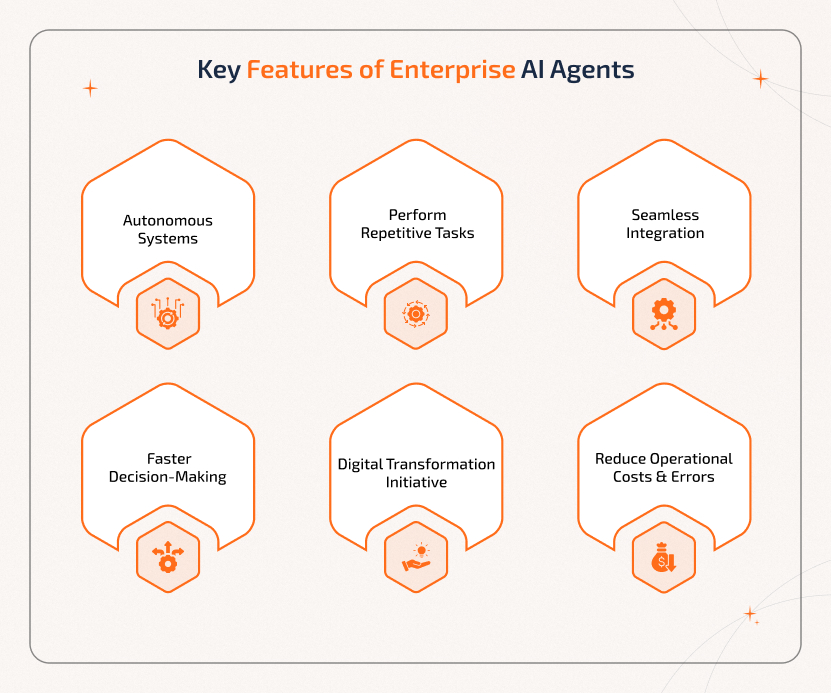 Key Features of Enterprise AI Agents
Autonomous
Systems
Perform
Repetitive Tasks
Seamless
Integration
Faster
Decision-Making
Digital Transformation
Initiative
Reduce Operational
Costs & Errors
$